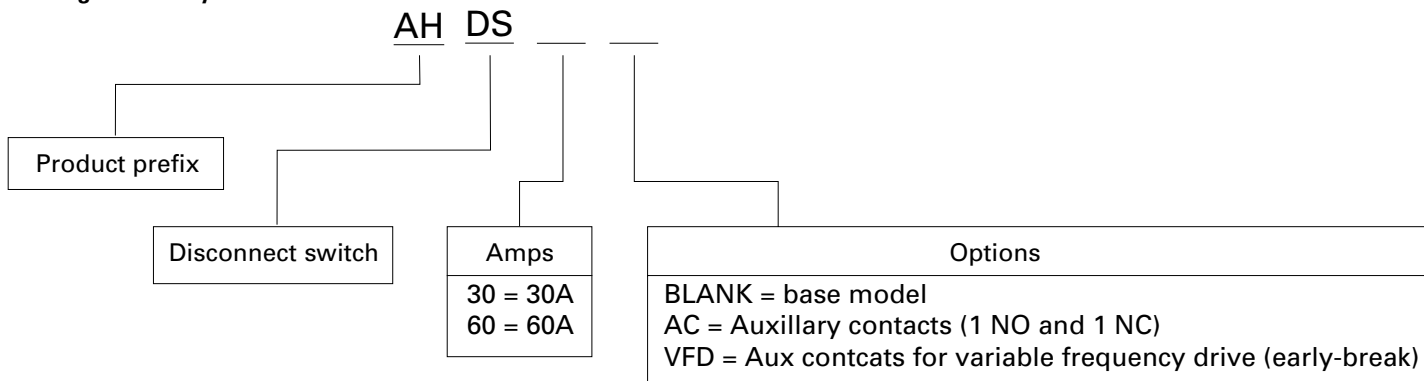 AH DS
Product prefix
Disconnect switch
Amps
30 = 30A
60 = 60A
Options
BLANK = base model
AC = Auxillary contacts (1 NO and 1 NC)
VFD = Aux contcats for variable frequency drive (early-break)